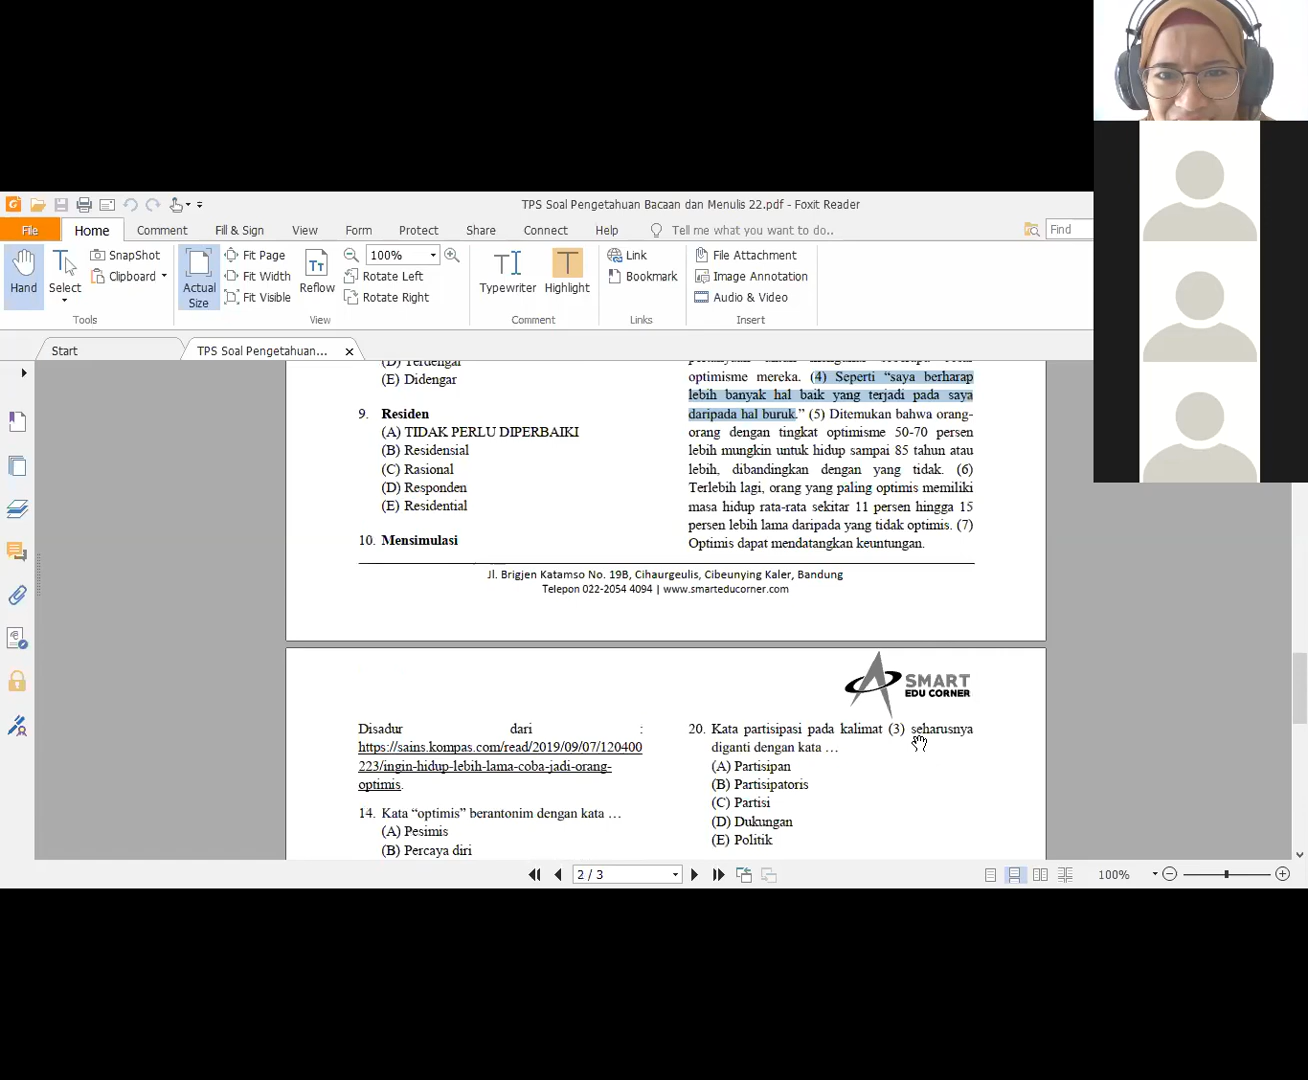 TPS Soal Pengetahuan Bacaan dan Menulis 22.pdf - Foxit Reader
File Home Comment Fill & Sign View Form Protect Share Connect Help Tell me what you want to do.. Find
Hand
Select
SnapShot
Clipboard
Tools
Actual Size
Fit Page
Fit Width
Fit Visible
Reflow
100%
Rotate Left
Rotate Right
View
Typewriter
Highlight
Comment
Link
Bookmark
Links
File Attachment
Image Annotation
Audio & Video
Insert
Start
TPS Soal Pengetahuan...
(D) Terdengar
(E) Didengar
9. Residen
(A) TIDAK PERLU DIPERBAIKI
(B) Residensial
(C) Rasional
(D) Responden
(E) Residential
10. Mensimulasi
optimisme mereka. (4) Seperti “saya berharap
lebih banyak hal baik yang terjadi pada saya
daripada hal buruk.” (5) Ditemukan bahwa orang-
orang dengan tingkat optimisme 50-70 persen
lebih mungkin untuk hidup sampai 85 tahun atau
lebih, dibandingkan dengan yang tidak. (6)
Terlebih lagi, orang yang paling optimis memiliki
masa hidup rata-rata sekitar 11 persen hingga 15
persen lebih lama daripada yang tidak optimis. (7)
Optimis dapat mendatangkan keuntungan.
Jl. Brigjen Katamso No. 19B, Cihaurgeulis, Cibeunying Kaler, Bandung
Telepon 022-2054 4094 | www.smarteducorner.com
SMART
EDU CORNER
Disadur dari :
https://sains.kompas.com/read/2019/09/07/120400
223/ingin-hidup-lebih-lama-coba-jadi-orang-
optimis.
14. Kata “optimis” berantonim dengan kata …
(A) Pesimis
(B) Percaya diri
20. Kata partisipasi pada kalimat (3) seharusnya
diganti dengan kata …
(A) Partisipan
(B) Partisipatoris
(C) Partisi
(D) Dukungan
(E) Politik
2 / 3
100%